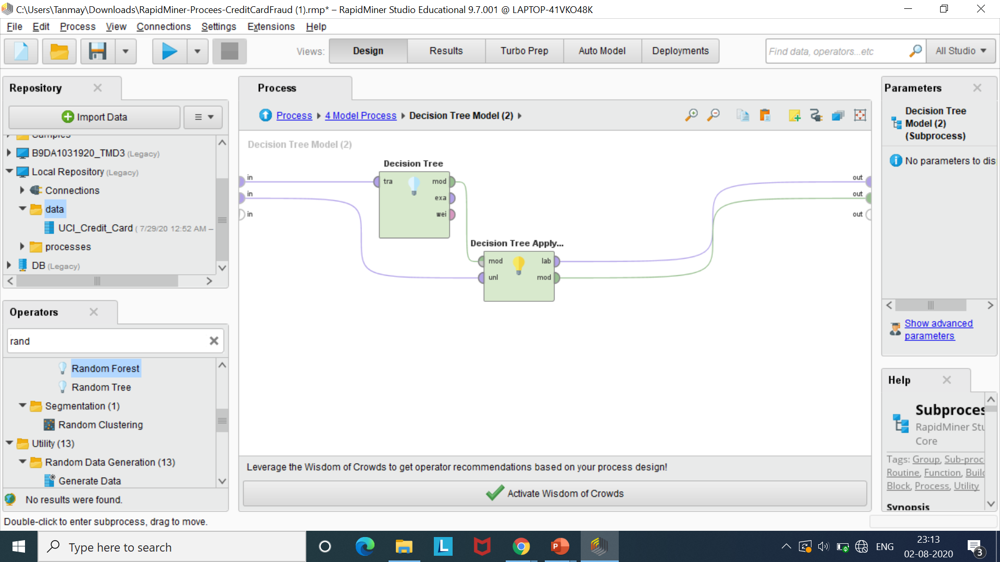 C:\Users\Tanmay\Downloads\RapidMiner-Procees-CreditCardFraud (1).rmp* – RapidMiner Studio Educational 9.7.001 @ LAPTOP-41VKO48K
File Edit Process View Connections Settings Extensions Help
Views: Design Results Turbo Prep Auto Model Deployments
Find data, operators...etc
All Studio
Repository
Import Data
Samples
B9DA1031920_TMD3 (Legacy)
Local Repository (Legacy)
Connections
data
UCI_Credit_Card ( 7/29/20 12:52 AM –
processes
DB (Legacy)
Operators
rand
Random Forest
Random Tree
Segmentation (1)
Random Clustering
Utility (13)
Random Data Generation (13)
Generate Data
No results were found.
Double-click to enter subprocess, drag to move.
Process
Process 4 Model Process Decision Tree Model (2)
Decision Tree Model (2)
Decision Tree
in
in
in
tra mod
exa
wei
Decision Tree Apply...
mod lab
unl mod
out
out
out
Leverage the Wisdom of Crowds to get operator recommendations based on your process design!
Activate Wisdom of Crowds
Parameters
Decision Tree
Model (2)
(Subprocess)
No parameters to dis
Show advanced
parameters
Help
Subproces
RapidMiner Stu
Core
Tags: Group, Sub-proc
Routine, Function, Build
Block, Process, Utility
Synopsis
Type here to search
L
P
ENG
23:13
02-08-2020
3